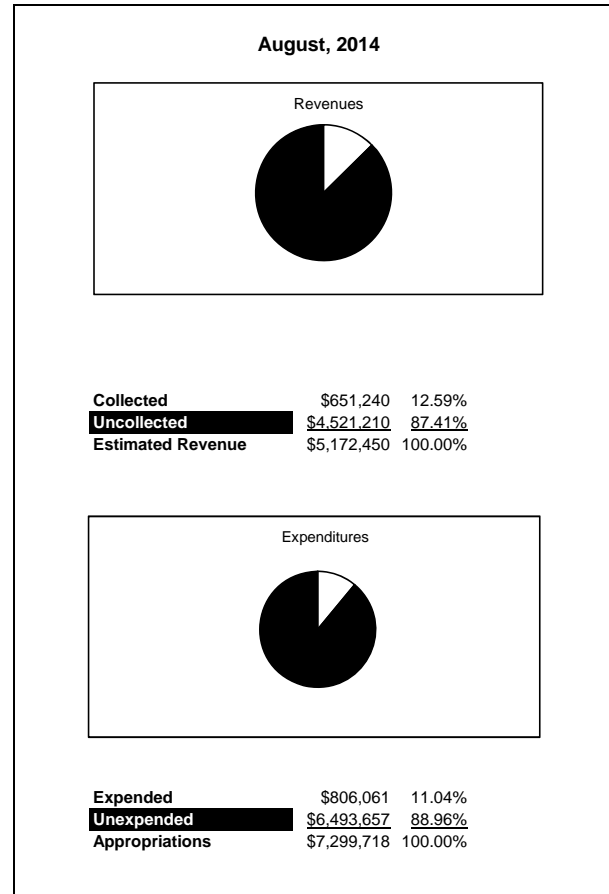 August, 2014
Revenues
Collected $651,240 12.59%
Uncollected $4,521,210 87.41%
Estimated Revenue $5,172,450 100.00%
Expenditures
Expended $806,061 11.04%
Unexpended $6,493,657 88.96%
Appropriations $7,299,718 100.00%